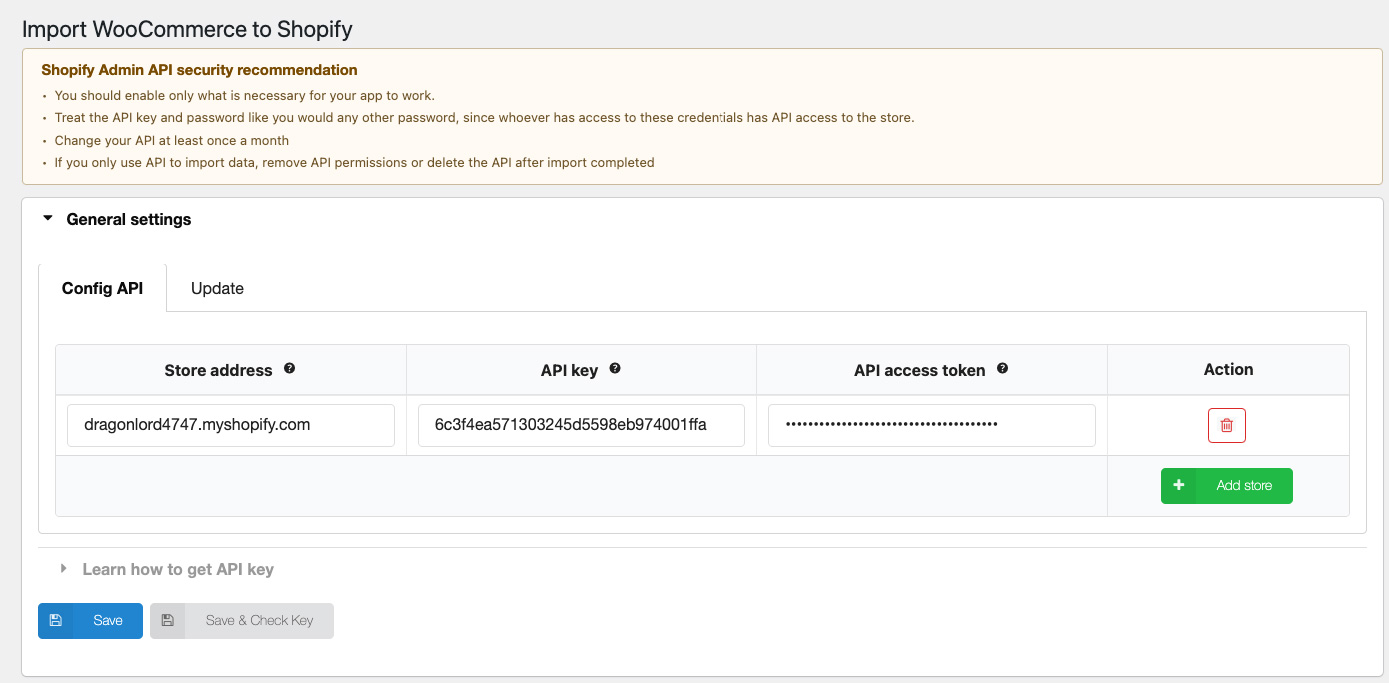 Import WooCommerce to Shopify
Shopify Admin API security recommendation
• You should enable only what is necessary for your app to work.
• Treat the API key and password like you would any other password, since whoever has access to these credentials has API access to the store.
• Change your API at least once a month
• If you only use API to import data, remove API permissions or delete the API after import completed
General settings
Config API Update
Store address API key API access token Action
dragonlord4747.myshopify.com 6c3f4ea571303245d5598eb974001ffa ••••••••••••••••••••••••••••••••••••••
Add store
Learn how to get API key
Save Save & Check Key